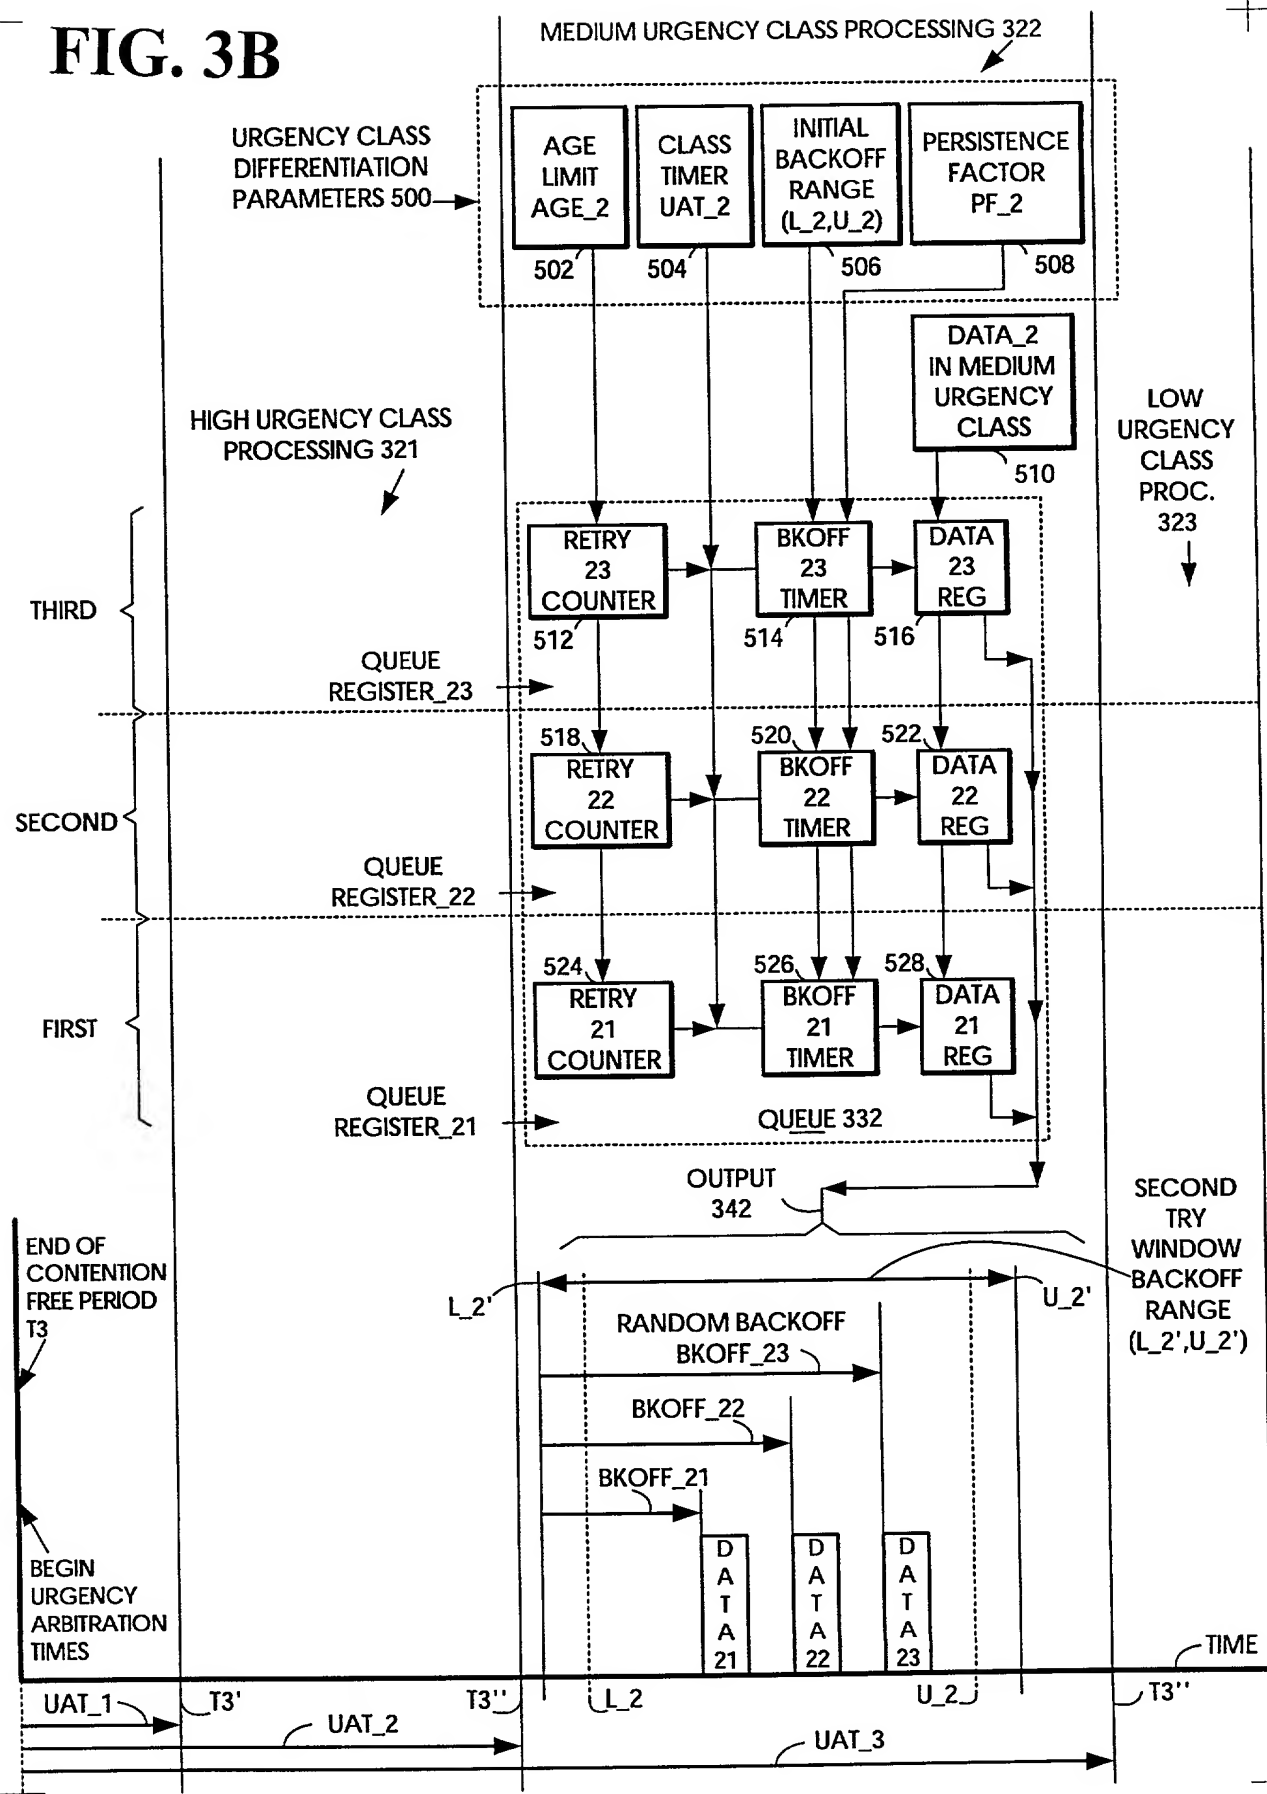 FIG. 3B
MEDIUM URGENCY CLASS PROCESSING 322
URGENCY CLASS
DIFFERENTIATION
PARAMETERS 500
AGE
LIMIT
AGE_2
502
CLASS
TIMER
UAT_2
504
INITIAL
BACKOFF
RANGE
(L_2,U_2)
506
PERSISTENCE
FACTOR
PF_2
508
DATA_2
IN MEDIUM
URGENCY
CLASS
510
HIGH URGENCY CLASS
PROCESSING 321
LOW
URGENCY
CLASS
PROC.
323
THIRD
RETRY
23
COUNTER
512
BKOFF
23
TIMER
514
DATA
23
REG
516
QUEUE
REGISTER_23
SECOND
518
RETRY
22
COUNTER
520
BKOFF
22
TIMER
522
DATA
22
REG
QUEUE
REGISTER_22
FIRST
524
RETRY
21
COUNTER
526
BKOFF
21
TIMER
528
DATA
21
REG
QUEUE
REGISTER_21
QUEUE 332
OUTPUT
342
SECOND
TRY
WINDOW
BACKOFF
RANGE
(L_2',U_2')
END OF
CONTENTION
FREE PERIOD
T3
L_2'
U_2'
RANDOM BACKOFF
BKOFF_23
BKOFF_22
BKOFF_21
BEGIN
URGENCY
ARBITRATION
TIMES
DATA
21
DATA
22
DATA
23
TIME
UAT_1
T3'
T3''
L_2
U_2
T3''
UAT_2
UAT_3